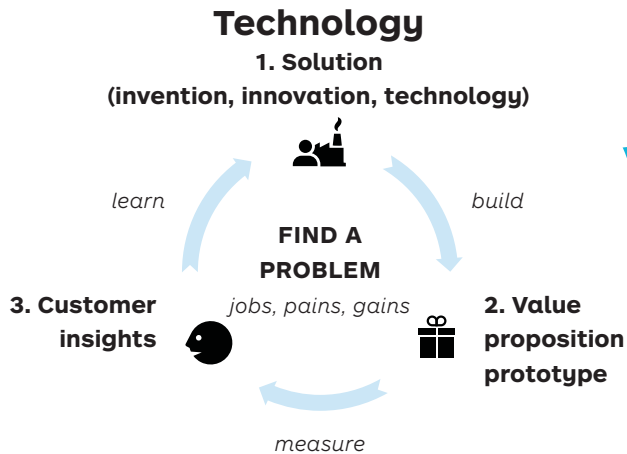 Technology
1. Solution
(invention, innovation, technology)
learn
build
FIND A
PROBLEM
jobs, pains, gains
3. Customer
insights
2. Value
proposition
prototype
measure